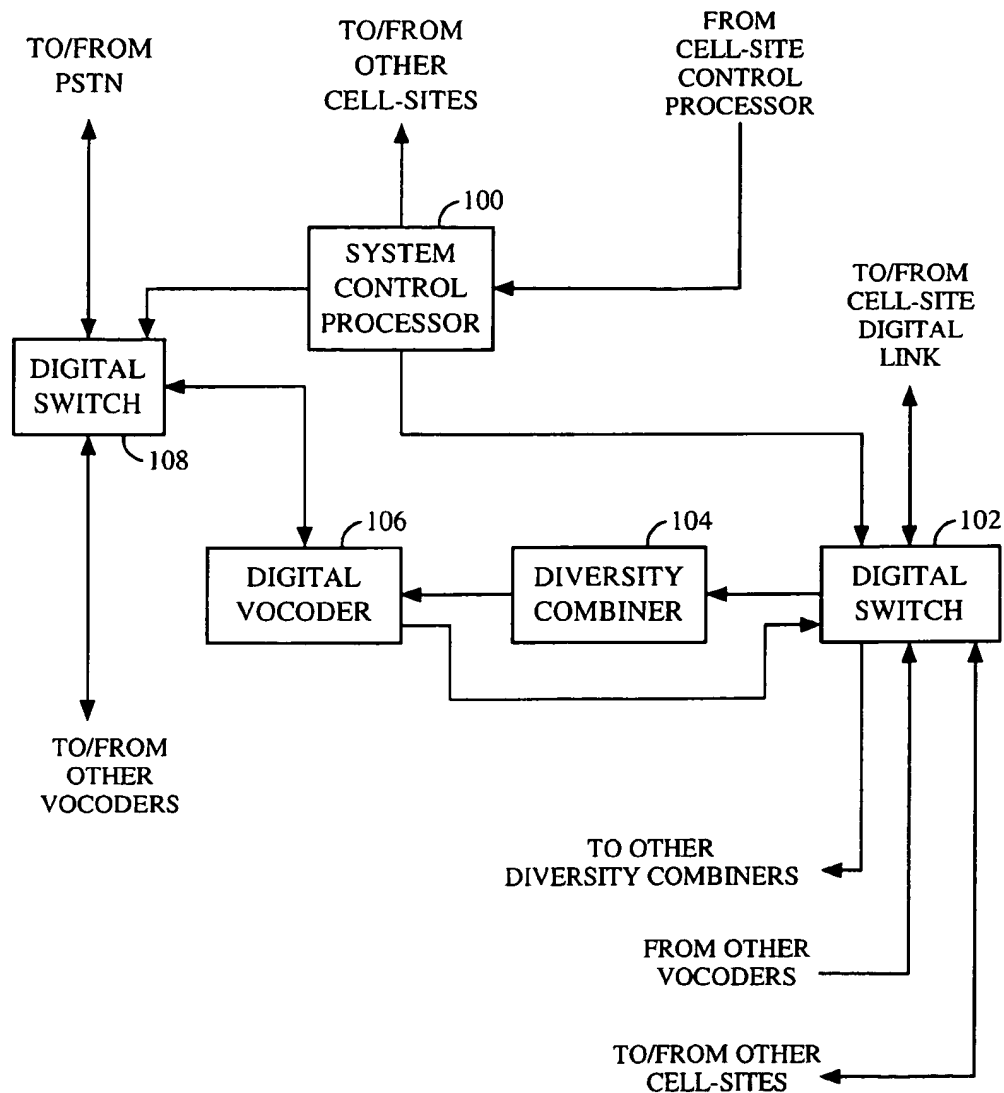 TO/FROM
PSTN
TO/FROM
OTHER
CELL-SITES
FROM
CELL-SITE
CONTROL
PROCESSOR
100
SYSTEM
CONTROL
PROCESSOR
TO/FROM
CELL-SITE
DIGITAL
LINK
DIGITAL
SWITCH
108
106
DIGITAL
VOCODER
104
DIVERSITY
COMBINER
102
DIGITAL
SWITCH
TO/FROM
OTHER
VOCODERS
TO OTHER
DIVERSITY COMBINERS
FROM OTHER
VOCODERS
TO/FROM OTHER
CELL-SITES